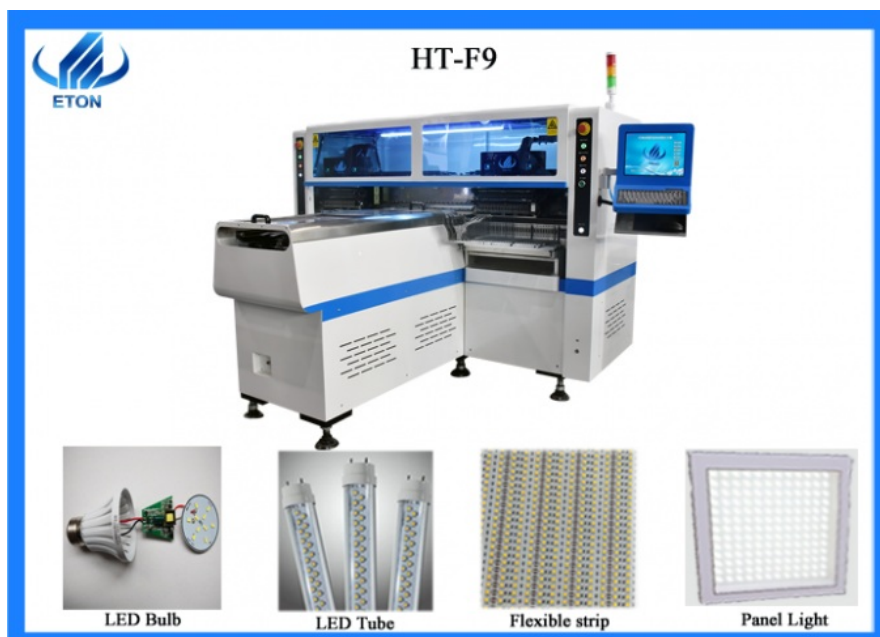 HT-F9
ETON
LED Bulb
LED Tube
Flexible strip
Panel Light